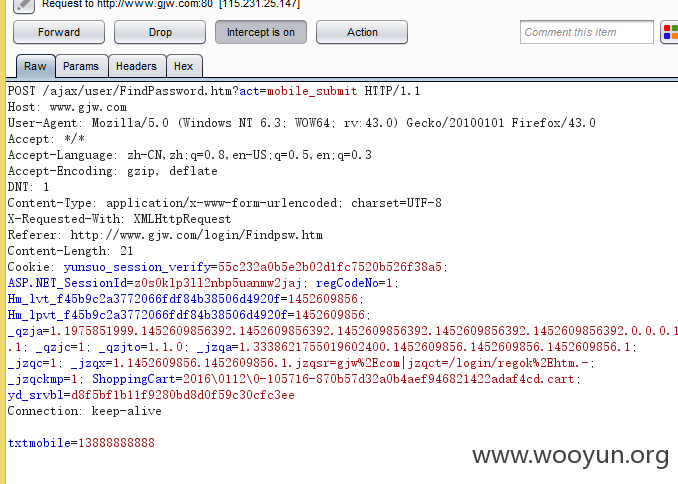 Request to http://www.gjw.com:80 [115.231.25.147]
Forward Drop Intercept is on Action Comment this item
Raw Params Headers Hex
POST /ajax/user/FindPassword.htm?act=mobile_submit HTTP/1.1
Host: www.gjw.com
User-Agent: Mozilla/5.0 (Windows NT 6.3; WOW64; rv:43.0) Gecko/20100101 Firefox/43.0
Accept: */*
Accept-Language: zh-CN,zh;q=0.8,en-US;q=0.5,en;q=0.3
Accept-Encoding: gzip, deflate
DNT: 1
Content-Type: application/x-www-form-urlencoded; charset=UTF-8
X-Requested-With: XMLHttpRequest
Referer: http://www.gjw.com/login/Findpsw.htm
Content-Length: 21
Cookie: yunsuo_session_verify=55c232a0b5e2b02d1fc7520b526f38a5;
ASP.NET_SessionId=z0s0klp3ll2nbp5uanmw2jaj; regCodeNo=1;
Hm_lvt_f45b9c2a3772066fdf84b38506d4920f=1452609856;
Hm_lpvt_f45b9c2a3772066fdf84b38506d4920f=1452609856;
_qzja=1.1975851999.1452609856392.1452609856392.1452609856392.1452609856392.0.0.0.1
.1; _qzjc=1; _qzjto=1.1.0; _jzqa=1.3338621755019602400.1452609856.1452609856.1452609856.1;
_jzqc=1; _jzqx=1.1452609856.1452609856.1.jzqsr=gjw%2Ecom|jzqct=/login/regok%2Ehtm.-;
_jzqckmp=1; ShoppingCart=2016\0112\0-105716-870b57d32a0b4aef946821422adaf4cd.cart;
yd_srvbl=d8f5bf1b11f9280bd8d0f59c30cfc3ee
Connection: keep-alive
txtmobile=13888888888
www.wooyun.org